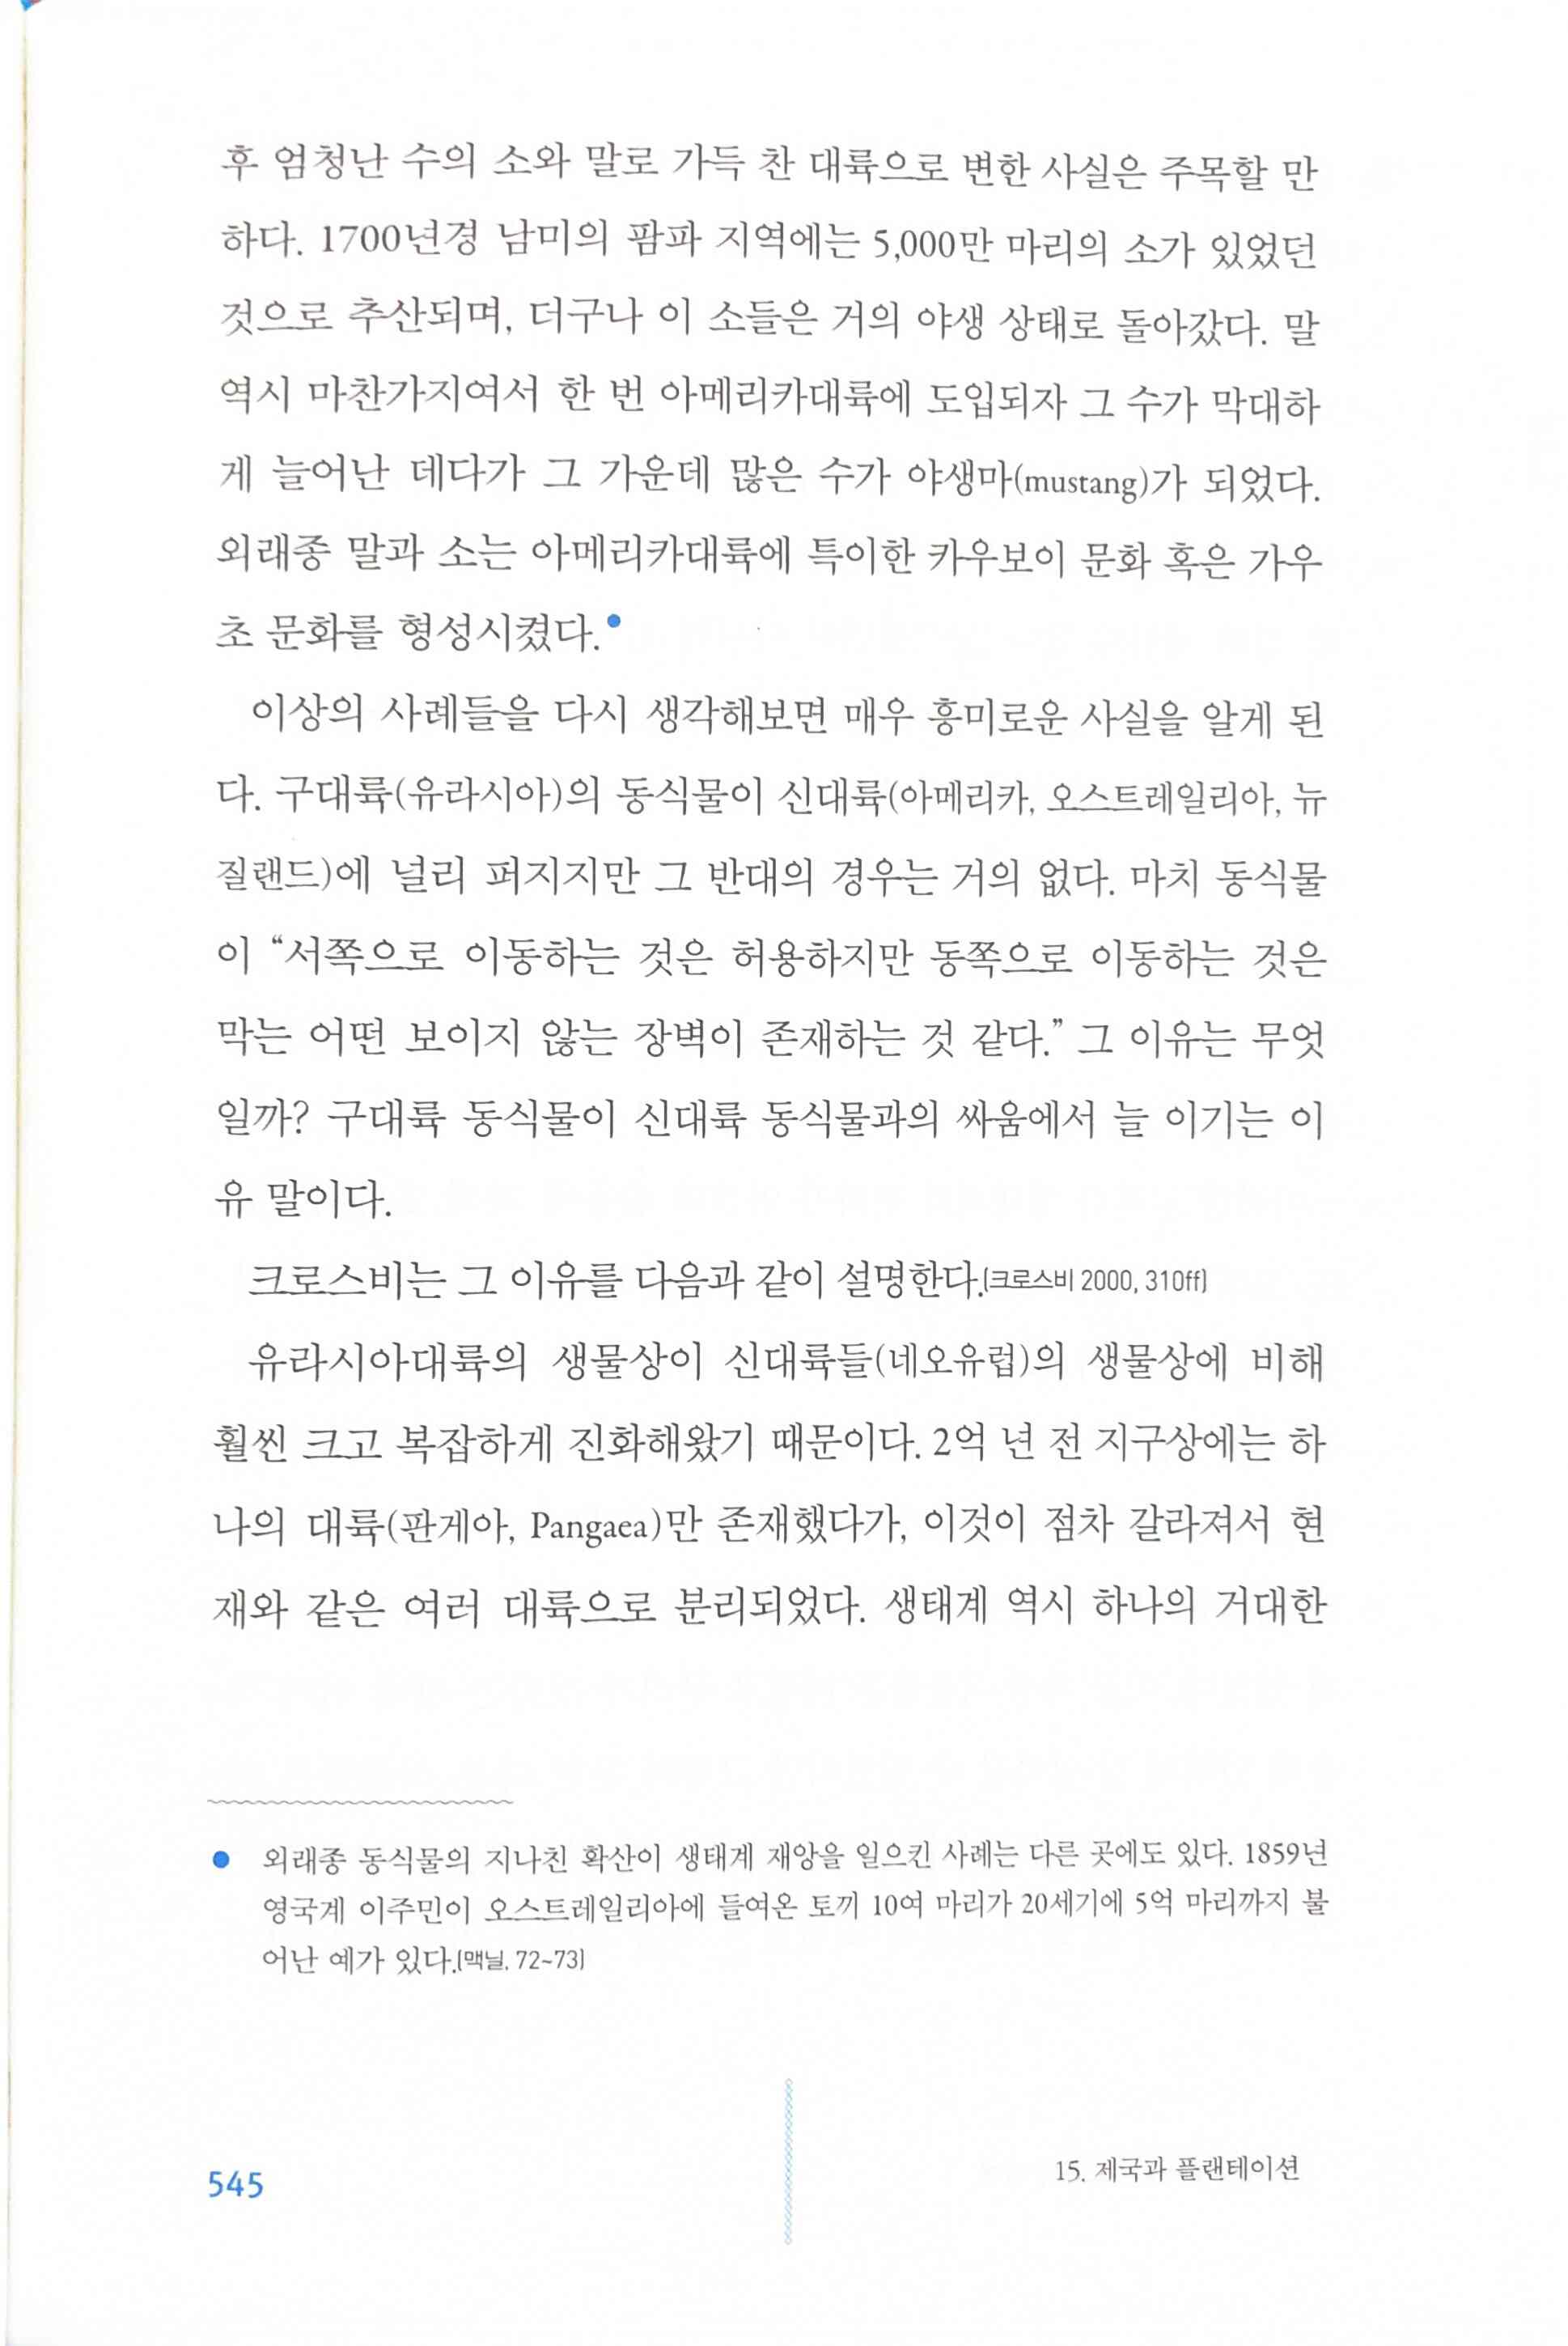 후 엄청난 수의 소와 말로 가득 찬 대륙으로 변한 사실은 주목할 만
하다. 1700년경 남미의 팜파 지역에는 5,000만 마리의 소가 있었던
것으로 추산되며, 더구나 이 소들은 거의 야생 상태로 돌아갔다. 말
역시 마찬가지여서 한 번 아메리카대륙에 도입되자 그 수가 막대하
게 늘어난 데다가 그 가운데 많은 수가 야생마(mustang)가 되었다.
외래종 말과 소는 아메리카대륙에 특이한 카우보이 문화 혹은 가우
초 문화를 형성시켰다.●
이상의 사례들을 다시 생각해보면 매우 흥미로운 사실을 알게 된
다. 구대륙(유라시아)의 동식물이 신대륙(아메리카, 오스트레일리아, 뉴
질랜드)에 널리 퍼지지만 그 반대의 경우는 거의 없다. 마치 동식물
이 “서쪽으로 이동하는 것은 허용하지만 동쪽으로 이동하는 것은
막는 어떤 보이지 않는 장벽이 존재하는 것 같다.” 그 이유는 무엇
일까? 구대륙 동식물이 신대륙 동식물과의 싸움에서 늘 이기는 이
유 말이다.
크로스비는 그 이유를 다음과 같이 설명한다.(크로스비 2000, 310ff)
유라시아대륙의 생물상이 신대륙들(네오유럽)의 생물상에 비해
훨씬 크고 복잡하게 진화해왔기 때문이다. 2억 년 전 지구상에는 하
나의 대륙(판게아, Pangaea)만 존재했다가, 이것이 점차 갈라져서 현
재와 같은 여러 대륙으로 분리되었다. 생태계 역시 하나의 거대한
● 외래종 동식물의 지나친 확산이 생태계 재앙을 일으킨 사례는 다른 곳에도 있다. 1859년
영국계 이주민이 오스트레일리아에 들여온 토끼 10여 마리가 20세기에 5억 마리까지 불
어난 예가 있다.(맥닐, 72~73)
545
15. 제국과 플랜테이션